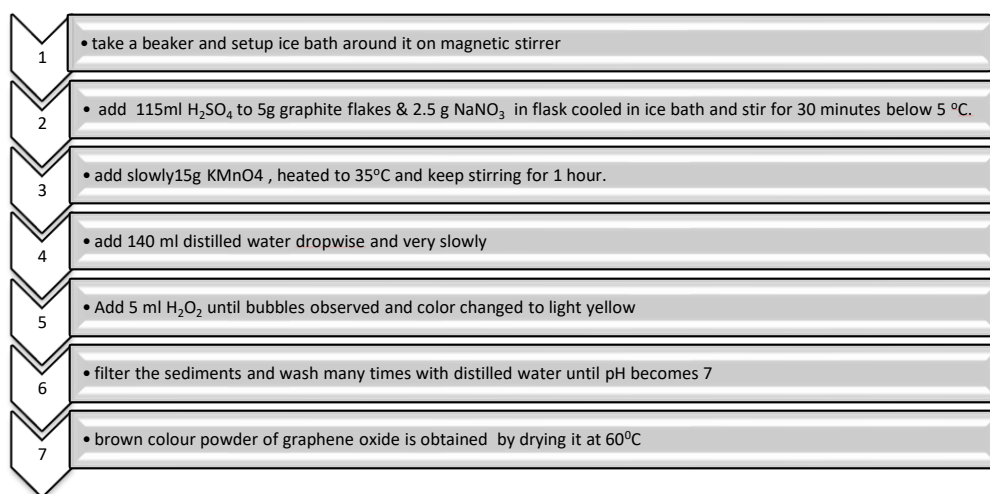 1
• take a beaker and setup ice bath around it on magnetic stirrer
2
• add 115ml H₂SO₄ to 5g graphite flakes & 2.5 g NaNO₃ in flask cooled in ice bath and stir for 30 minutes below 5 °C.
3
• add slowly15g KMnO4 , heated to 35°C and keep stirring for 1 hour.
4
• add 140 ml distilled water dropwise and very slowly
5
• Add 5 ml H₂O₂ until bubbles observed and color changed to light yellow
6
• filter the sediments and wash many times with distilled water until pH becomes 7
7
• brown colour powder of graphene oxide is obtained by drying it at 60⁰C